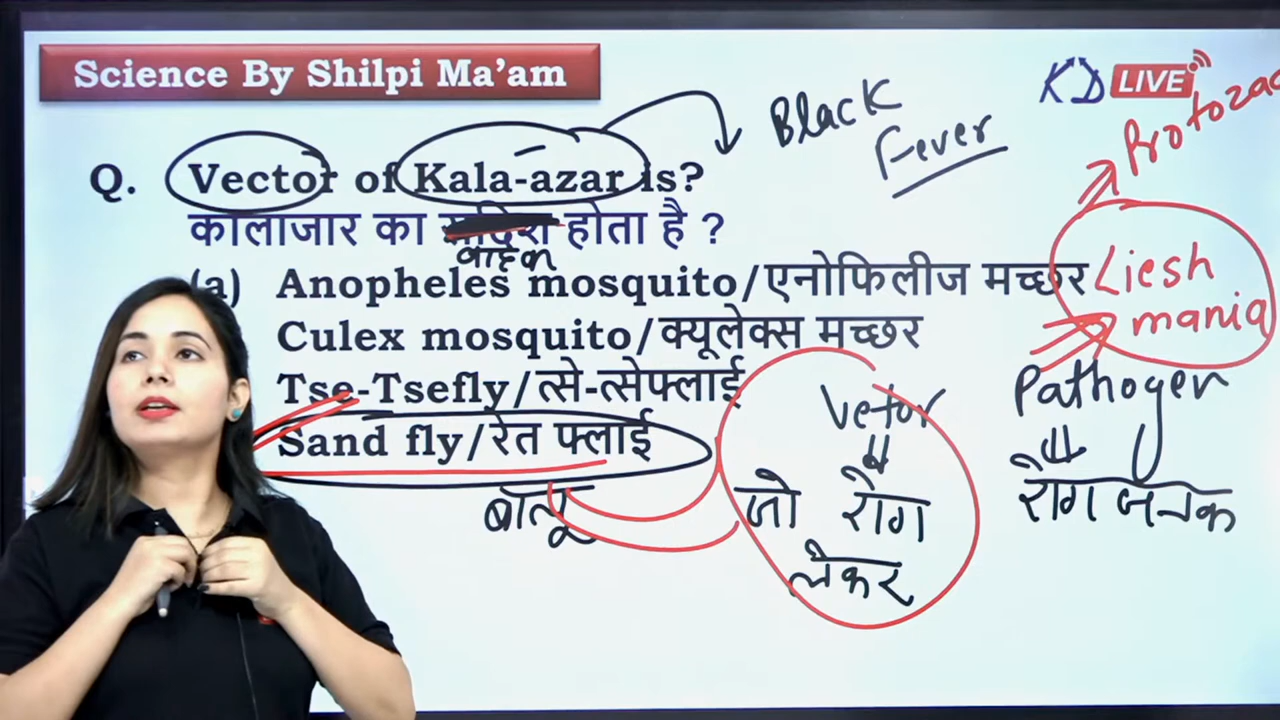 Science By Shilpi Ma'am
KD LIVE
Black
Fever
Protozoa
Q. Vector of Kala-azar is?
कालाजार का होता है ?
वाहक
(a) Anopheles mosquito/एनोफिलीज मच्छर
Culex mosquito/क्यूलेक्स मच्छर
Tse-Tsefly/त्से-त्सेफ्लाई
Sand fly/रेत फ्लाई
बालू
Vetor
जो रोग
लेकर
Liesh
mania
Pathogen
रोग जनक